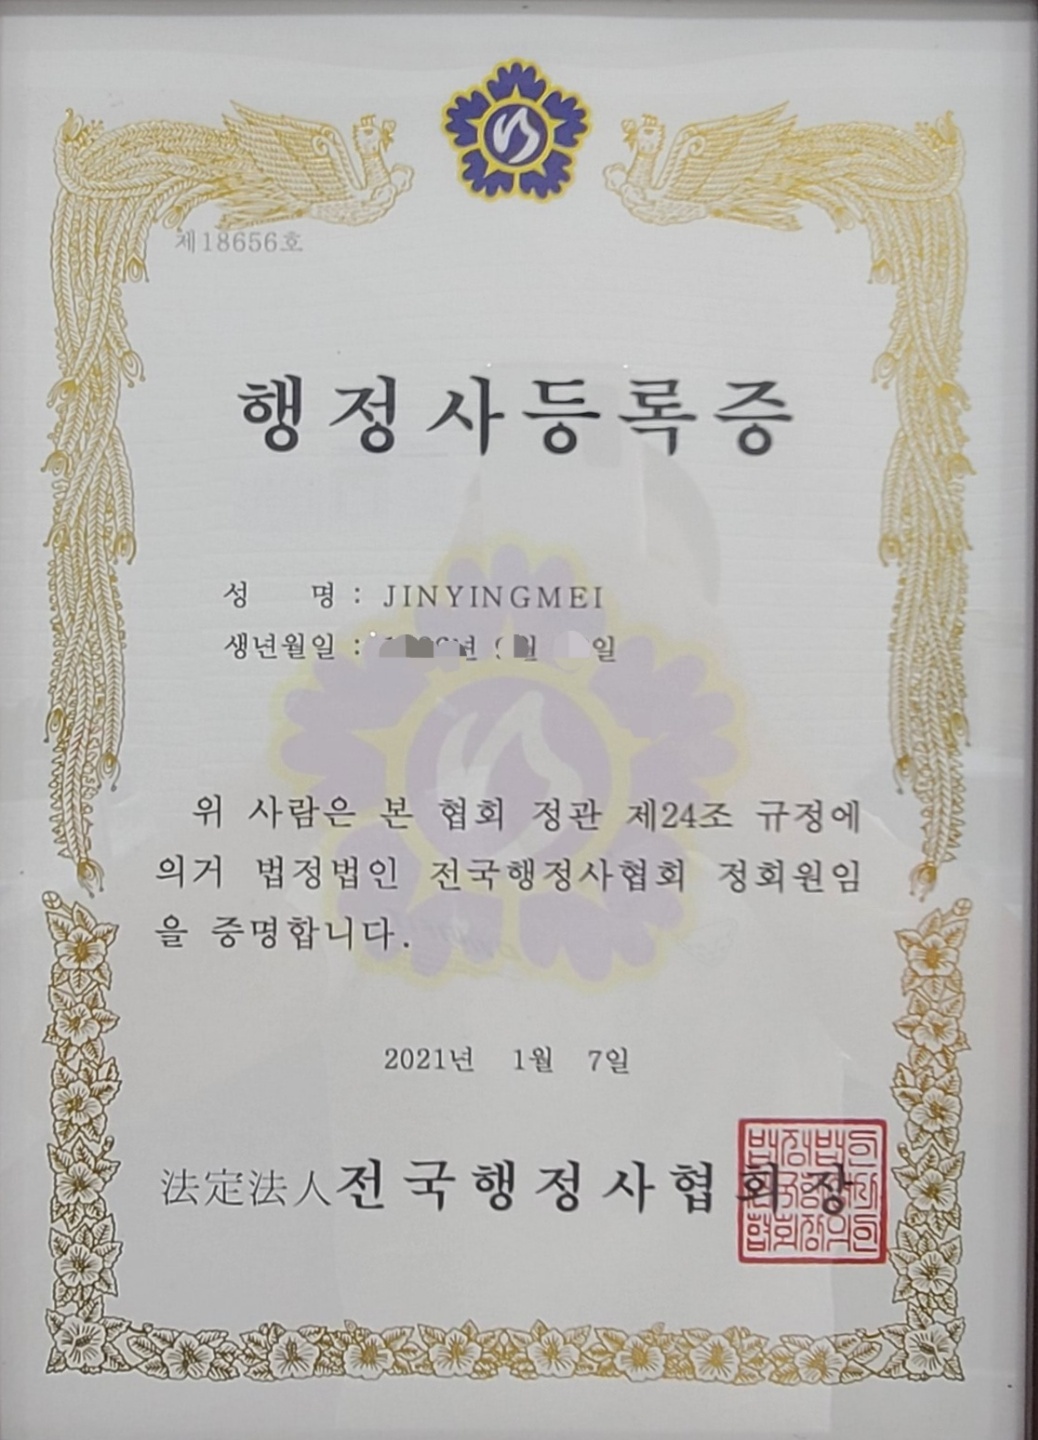 제18656호
행정사등록증
성 명 : JINYINGMEI
생년월일 : 년 월 일
위 사람은 본 협회 정관 제24조 규정에
의거 법정법인 전국행정사협회 정회원임
을 증명합니다.
2021년 1월 7일
法定法人전국행정사협회장